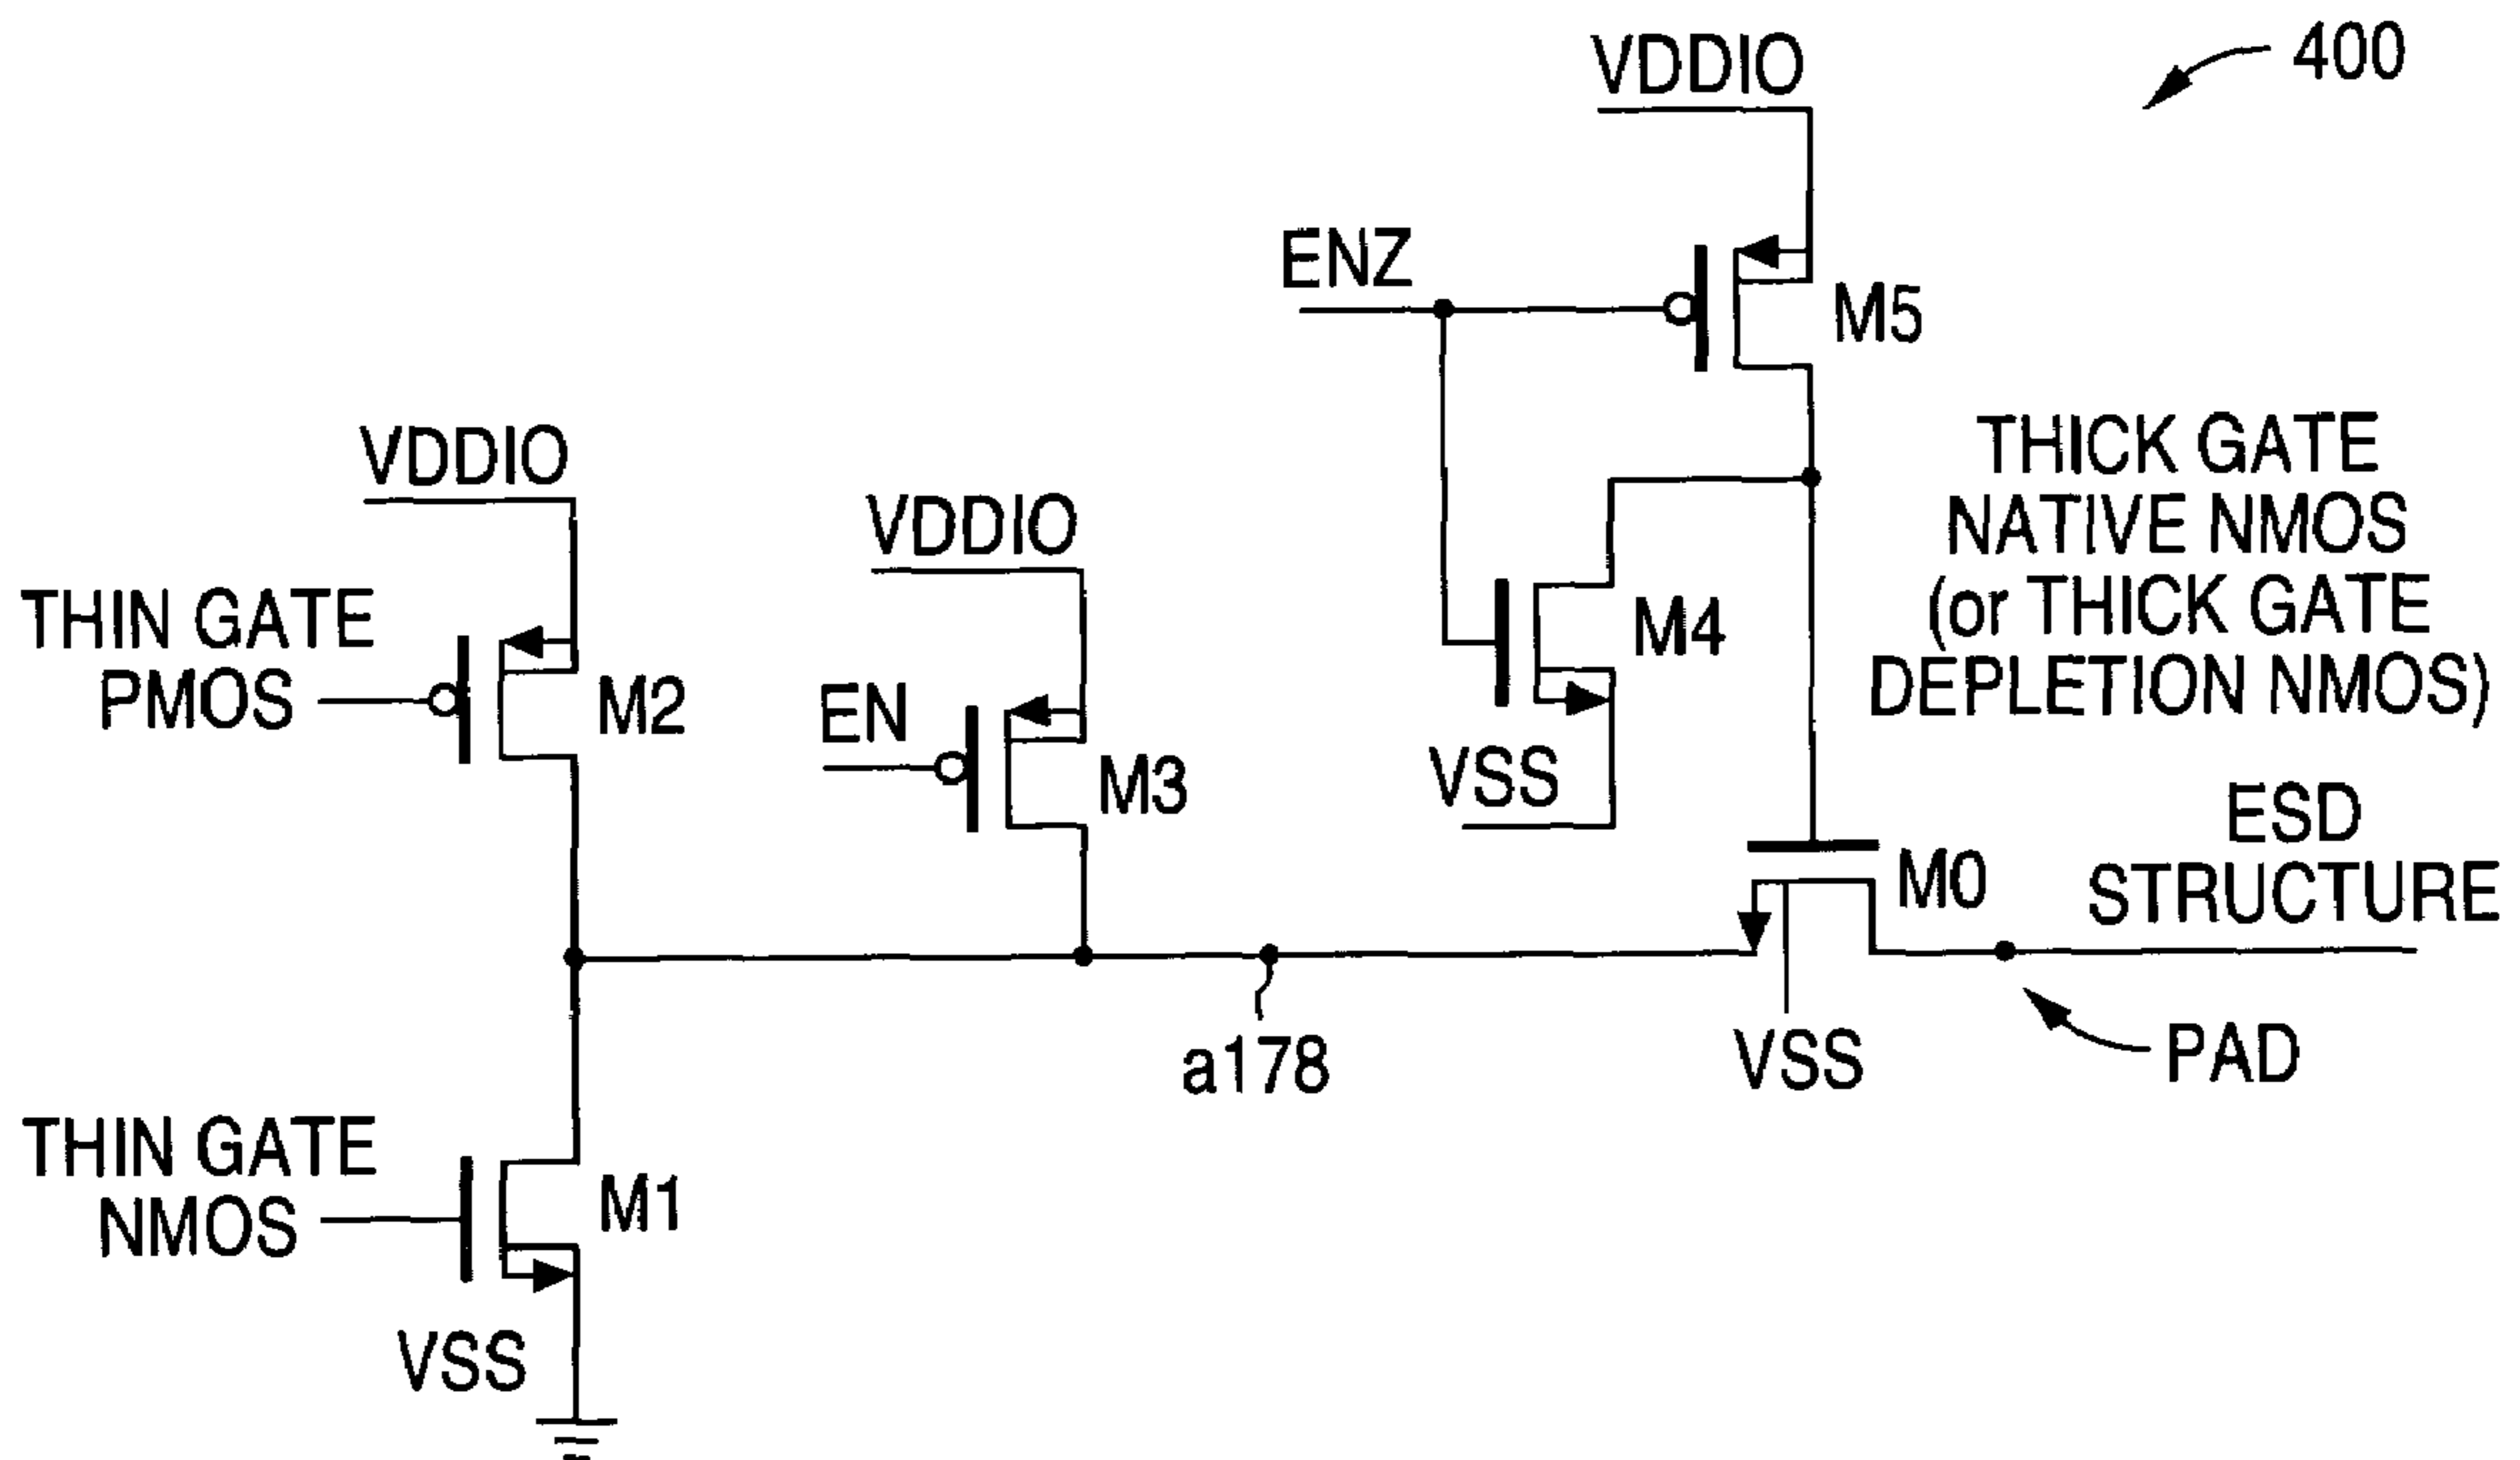 400
VDDIO
ENZ
M5
VDDIO
VDDIO
THICK GATE
NATIVE NMOS
(or THICK GATE
DEPLETION NMOS)
THIN GATE
PMOS
M2
EN
M3
M4
VSS
M0
ESD
STRUCTURE
a178
VSS
PAD
THIN GATE
NMOS
M1
VSS